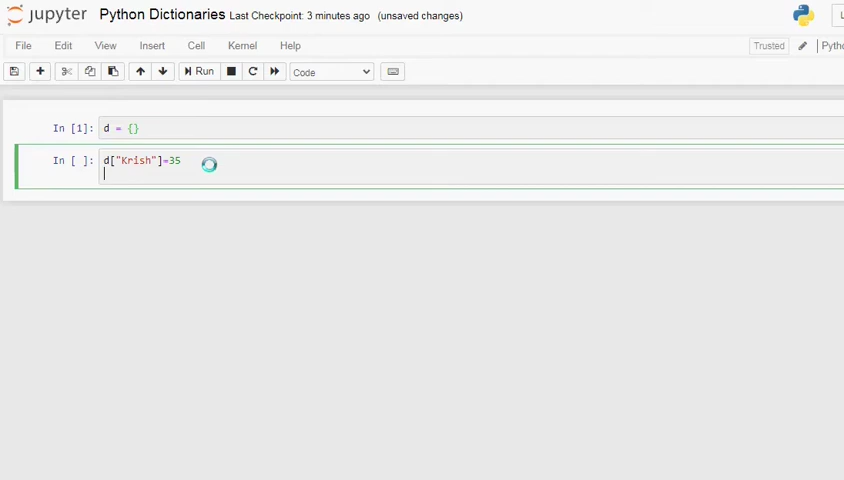 jupyter Python Dictionaries Last Checkpoint: 3 minutes ago (unsaved changes)
File Edit View Insert Cell Kernel Help Trusted
Run Code
In [1]: d = {}
In [ ]: d["Krish"]=35